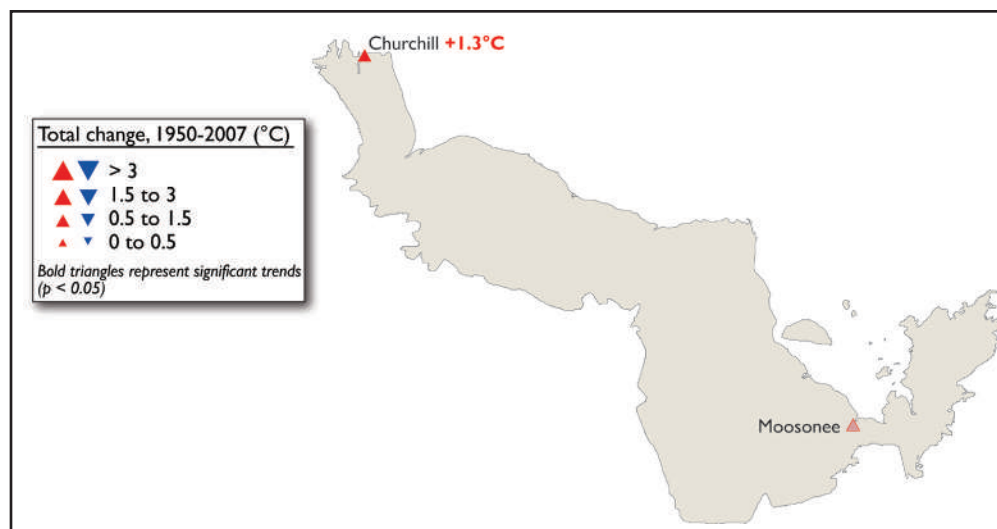 Churchill +1.3°C
Total change, 1950-2007 (°C)
> 3
1.5 to 3
0.5 to 1.5
0 to 0.5
Bold triangles represent significant trends
(p < 0.05)
Moosonee